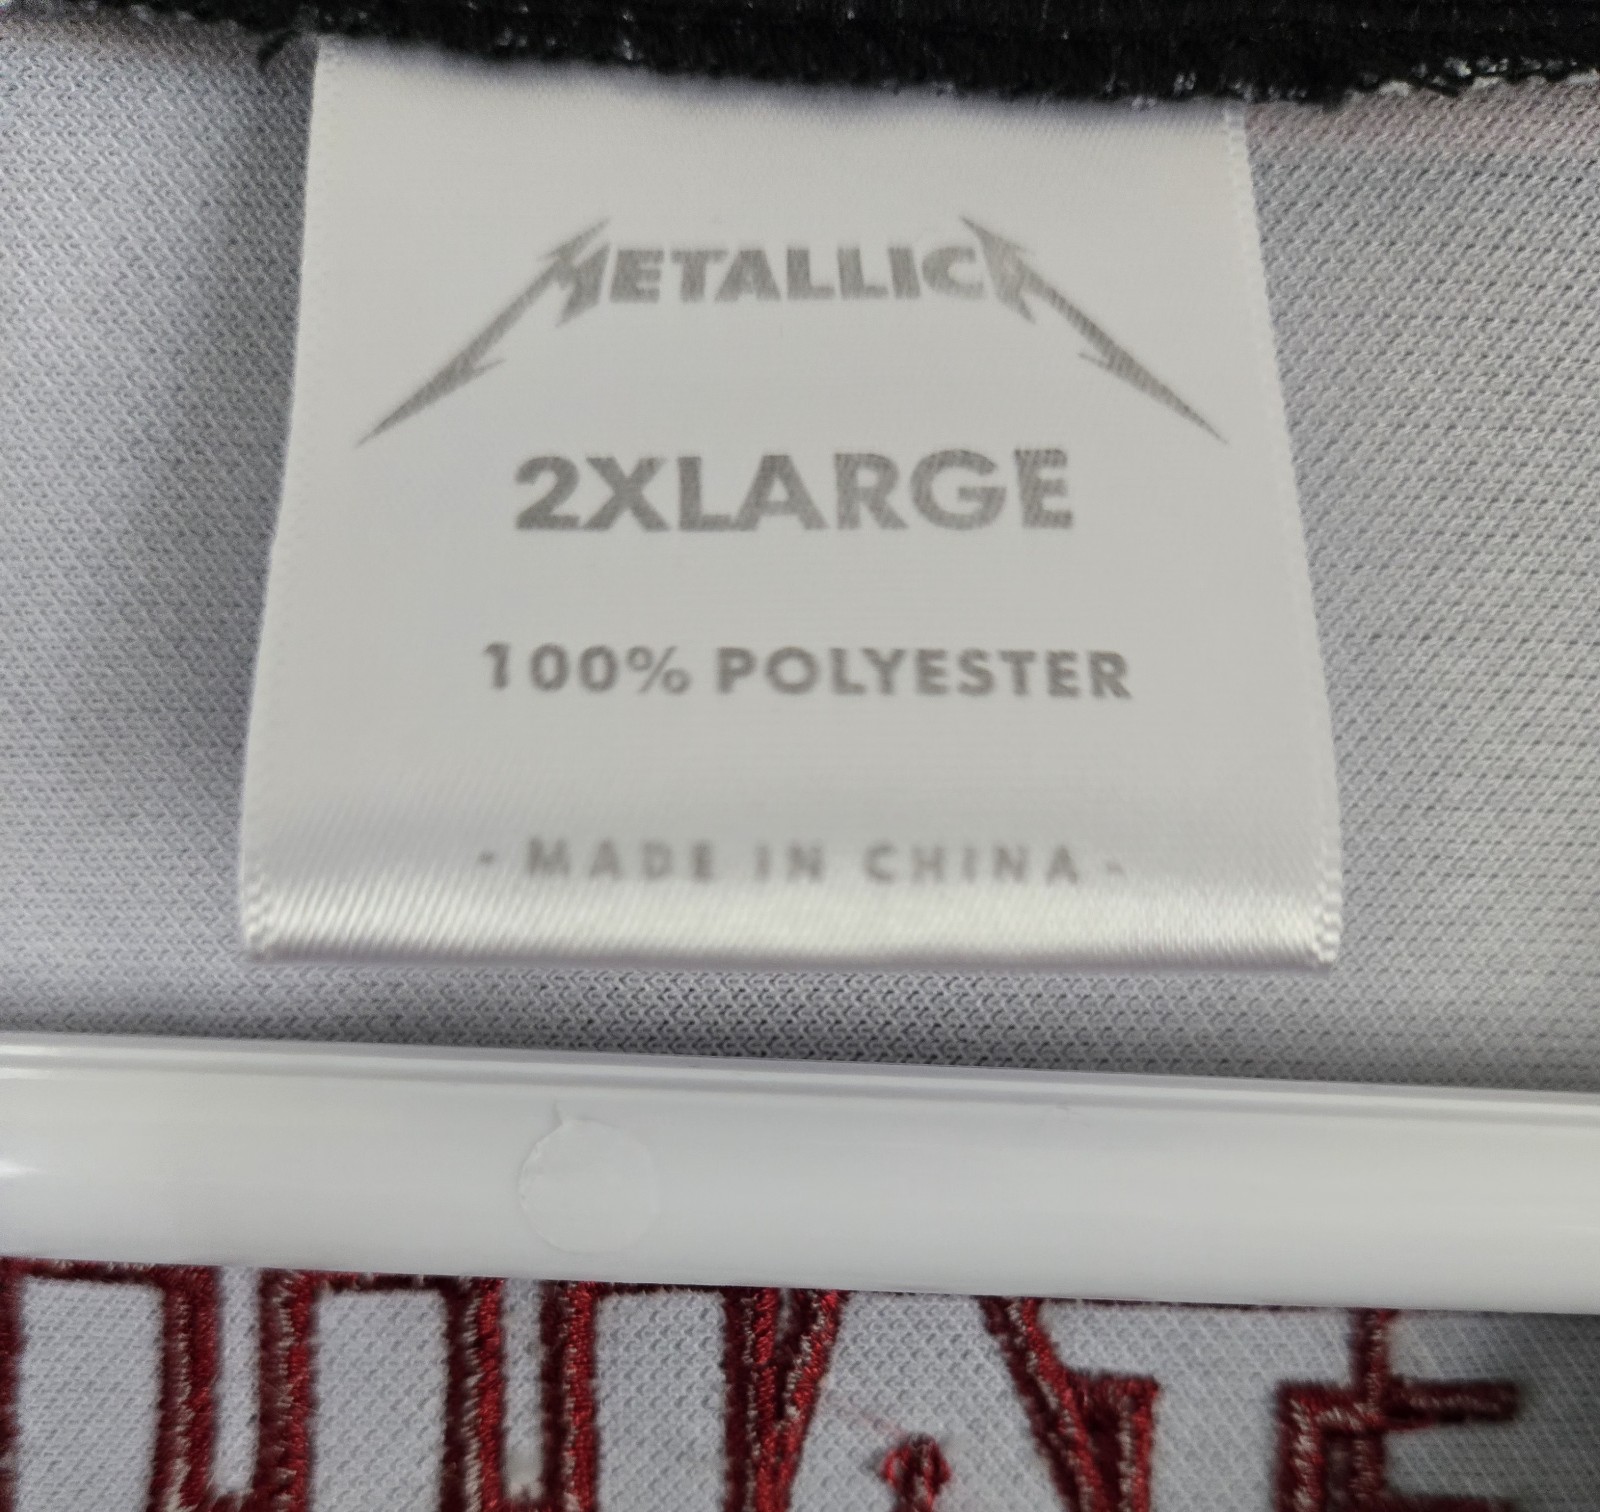 METALLICA
2XLARGE
100% POLYESTER
- MADE IN CHINA -